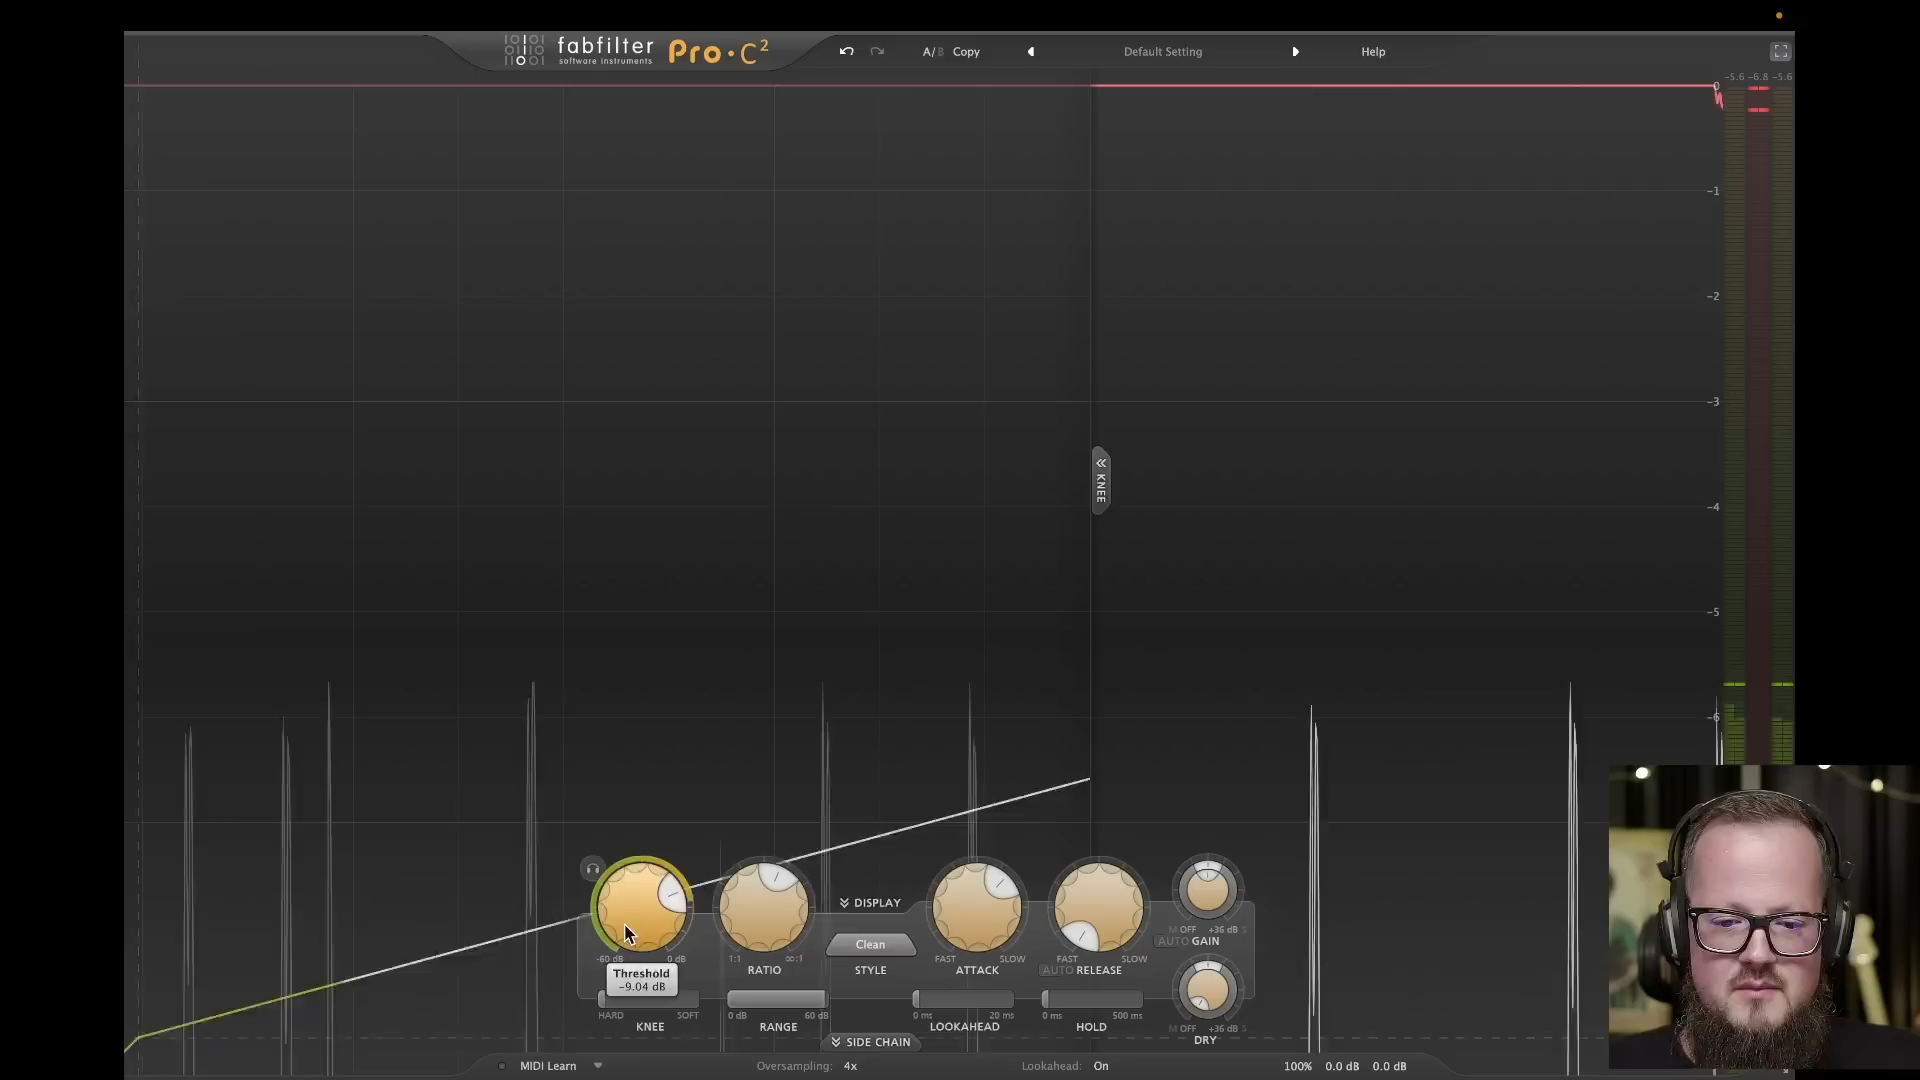 fabfilter
software instruments
Pro·C²
A/B Copy
Default Setting
Help
-5.6 -6.8 -5.6
0
-1
-2
-3
-4
-5
-6
KNEE
DISPLAY
Clean
STYLE
-60 dB 0 dB
Threshold
-9.04 dB
1:1 ∞:1
RATIO
FAST SLOW
ATTACK
FAST SLOW
AUTO RELEASE
M OFF +36 dB S
AUTO GAIN
HARD SOFT
KNEE
0 dB 60 dB
RANGE
0 ms 20 ms
LOOKAHEAD
0 ms 500 ms
HOLD
M OFF +36 dB S
DRY
SIDE CHAIN
MIDI Learn
Oversampling: 4x
Lookahead: On
100% 0.0 dB 0.0 dB